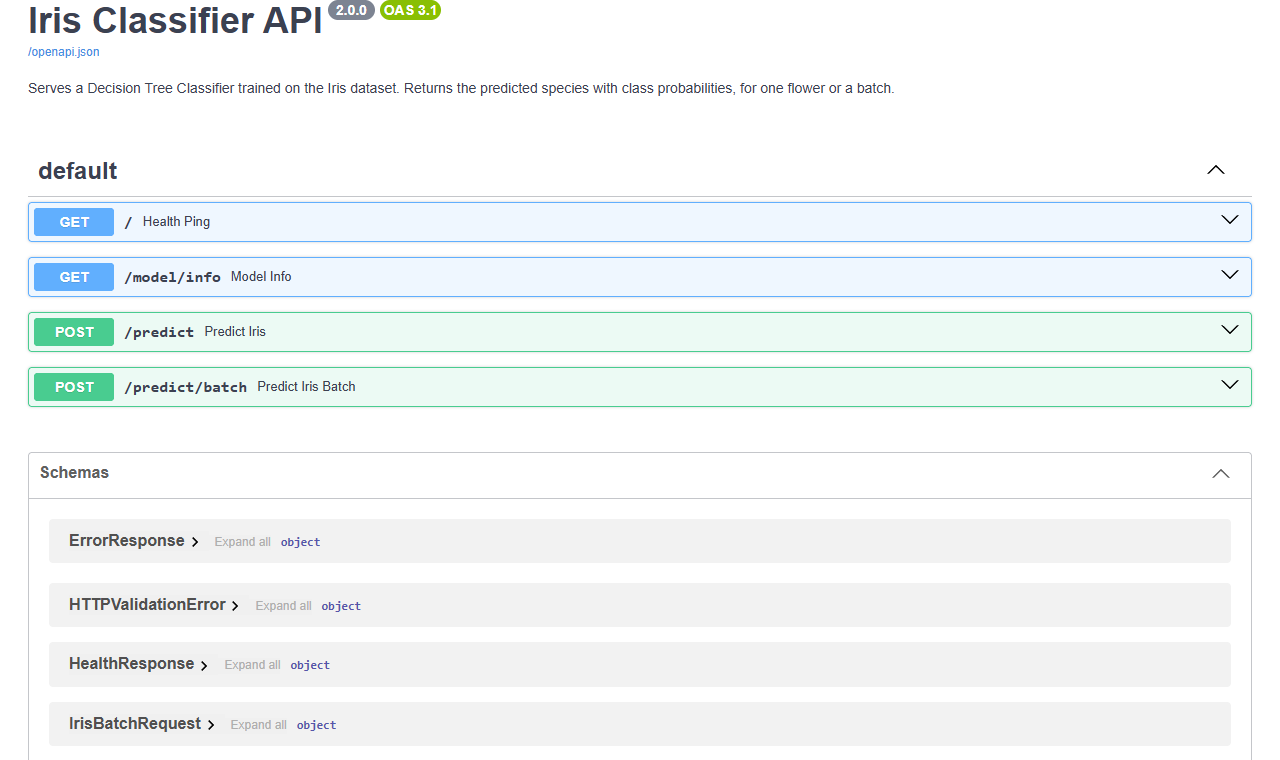 Iris Classifier API 2.0.0 OAS 3.1
/openapi.json
Serves a Decision Tree Classifier trained on the Iris dataset. Returns the predicted species with class probabilities, for one flower or a batch.
default
GET / Health Ping
GET /model/info Model Info
POST /predict Predict Iris
POST /predict/batch Predict Iris Batch
Schemas
ErrorResponse Expand all object
HTTPValidationError Expand all object
HealthResponse Expand all object
IrisBatchRequest Expand all object